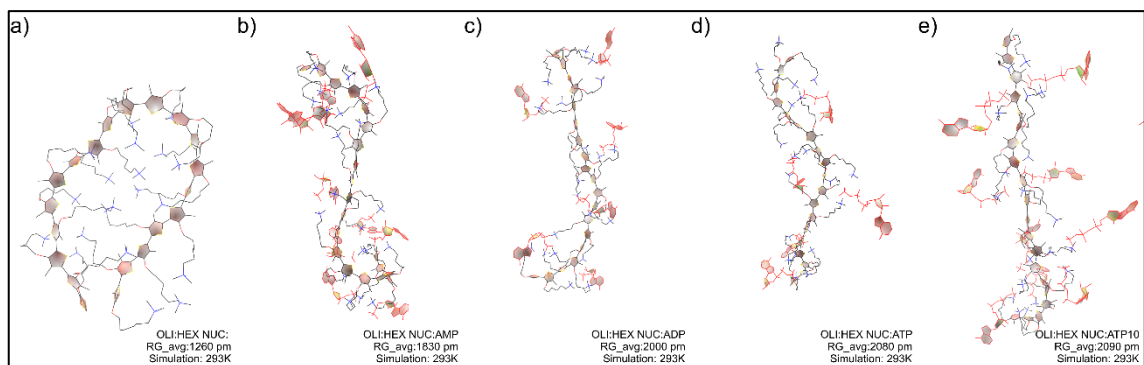 a)
b)
c)
d)
e)
OLI:HEX NUC:
RG_avg:1260 pm
Simulation: 293K
OLI:HEX NUC:AMP
RG_avg:1830 pm
Simulation: 293K
OLI:HEX NUC:ADP
RG_avg:2000 pm
Simulation: 293K
OLI:HEX NUC:ATP
RG_avg:2080 pm
Simulation: 293K
OLI:HEX NUC:ATP10
RG_avg:2090 pm
Simulation: 293K